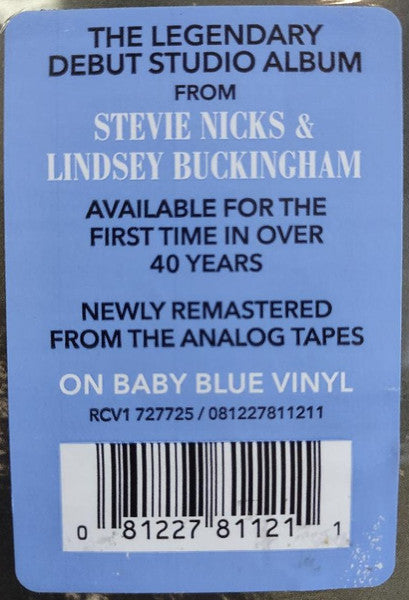 THE LEGENDARY
DEBUT STUDIO ALBUM
FROM
STEVIE NICKS &
LINDSEY BUCKINGHAM
AVAILABLE FOR THE
FIRST TIME IN OVER
40 YEARS
NEWLY REMASTERED
FROM THE ANALOG TAPES
ON BABY BLUE VINYL
RCV1 727725 / 081227811211
0 81227 81121 1